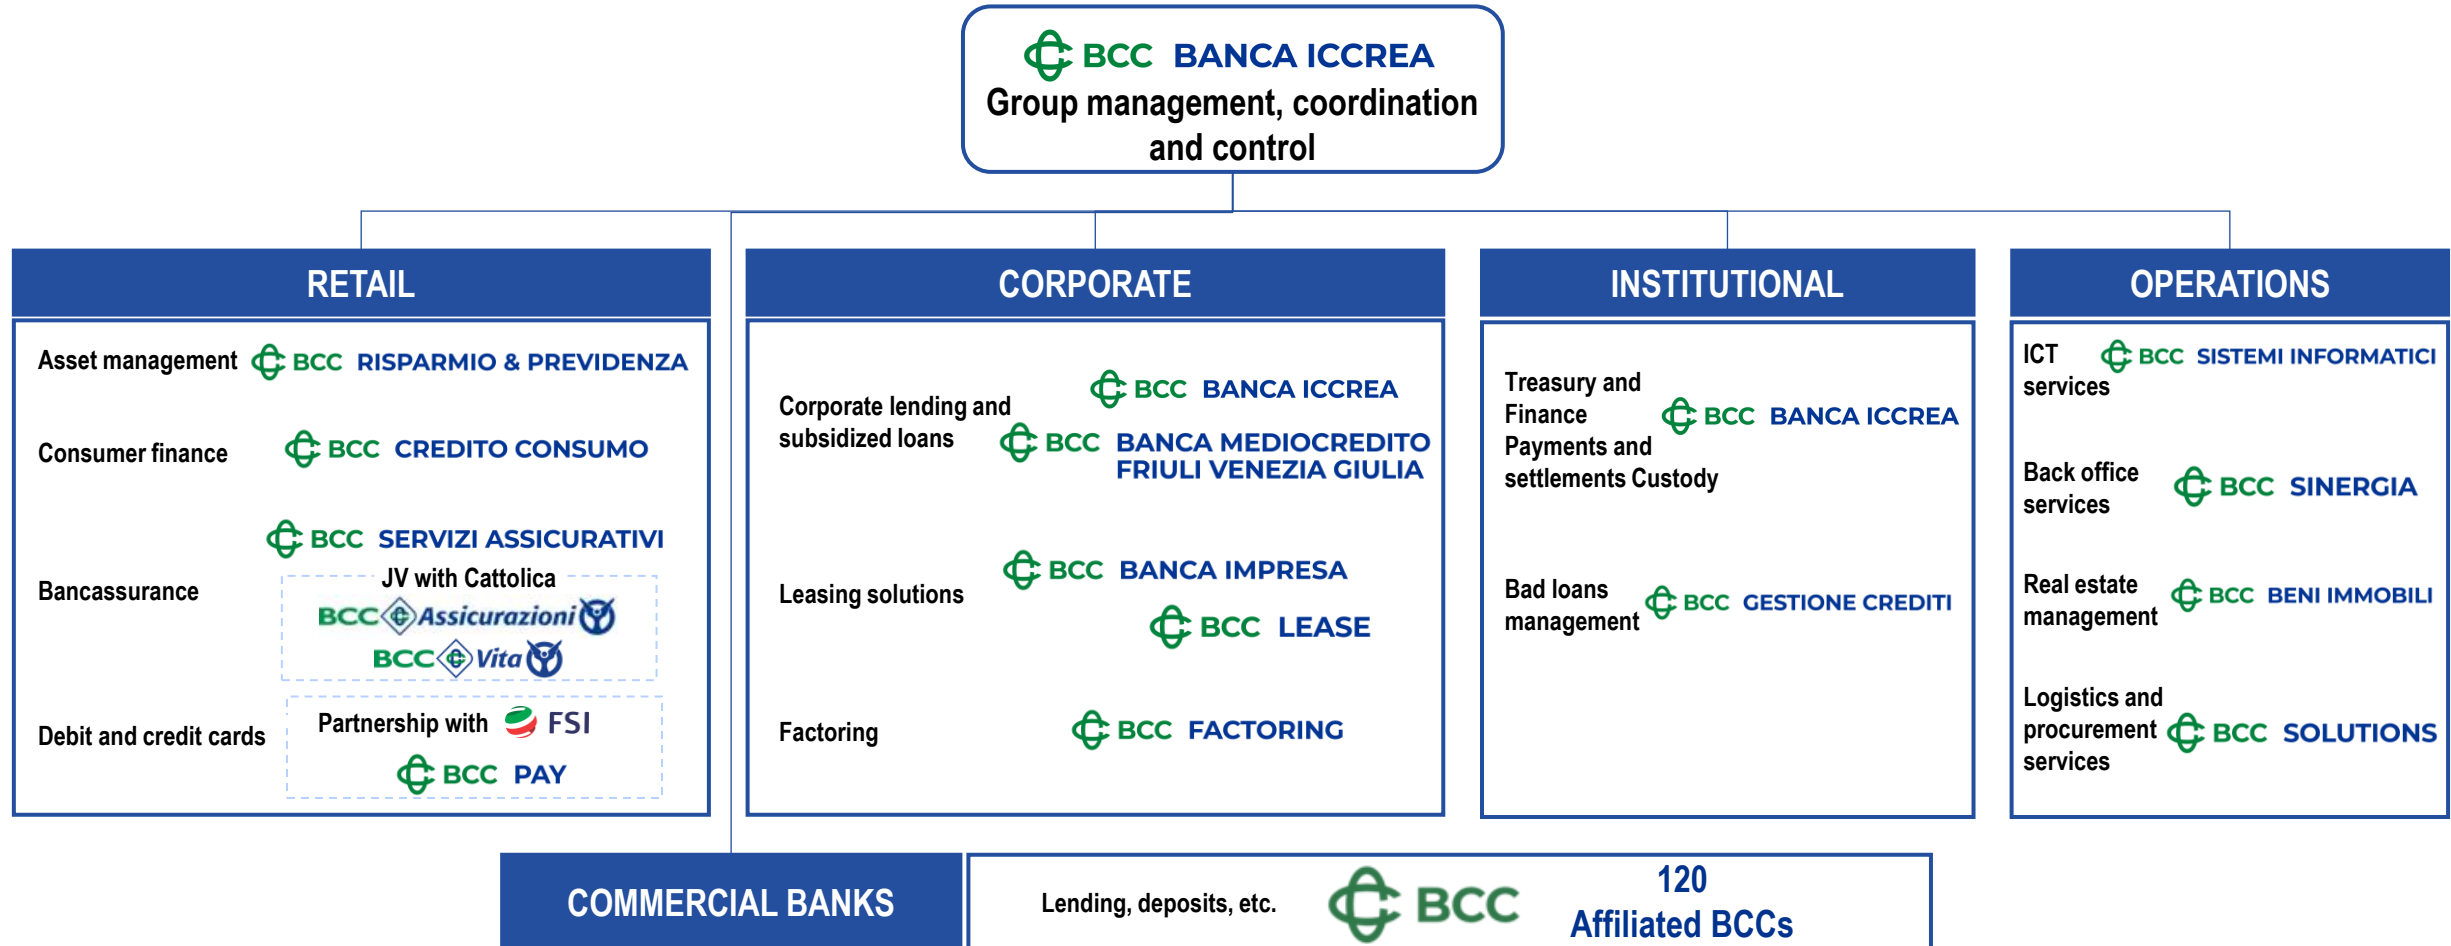 BCC BANCA ICCREA
Group management, coordination
and control
RETAIL
Asset management BCC RISPARMIO & PREVIDENZA
Consumer finance BCC CREDITO CONSUMO
BCC SERVIZI ASSICURATIVI
Bancassurance
JV with Cattolica
BCC Assicurazioni
BCC Vita
Debit and credit cards
Partnership with FSI
BCC PAY
CORPORATE
Corporate lending and
subsidized loans
BCC BANCA ICCREA
BCC BANCA MEDIOCREDITO
FRIULI VENEZIA GIULIA
Leasing solutions
BCC BANCA IMPRESA
BCC LEASE
Factoring BCC FACTORING
INSTITUTIONAL
Treasury and
Finance
Payments and
settlements Custody
BCC BANCA ICCREA
Bad loans
management
BCC GESTIONE CREDITI
OPERATIONS
ICT
services
BCC SISTEMI INFORMATICI
Back office
services
BCC SINERGIA
Real estate
management
BCC BENI IMMOBILI
Logistics and
procurement
services
BCC SOLUTIONS
COMMERCIAL BANKS
Lending, deposits, etc.
BCC
120
Affiliated BCCs